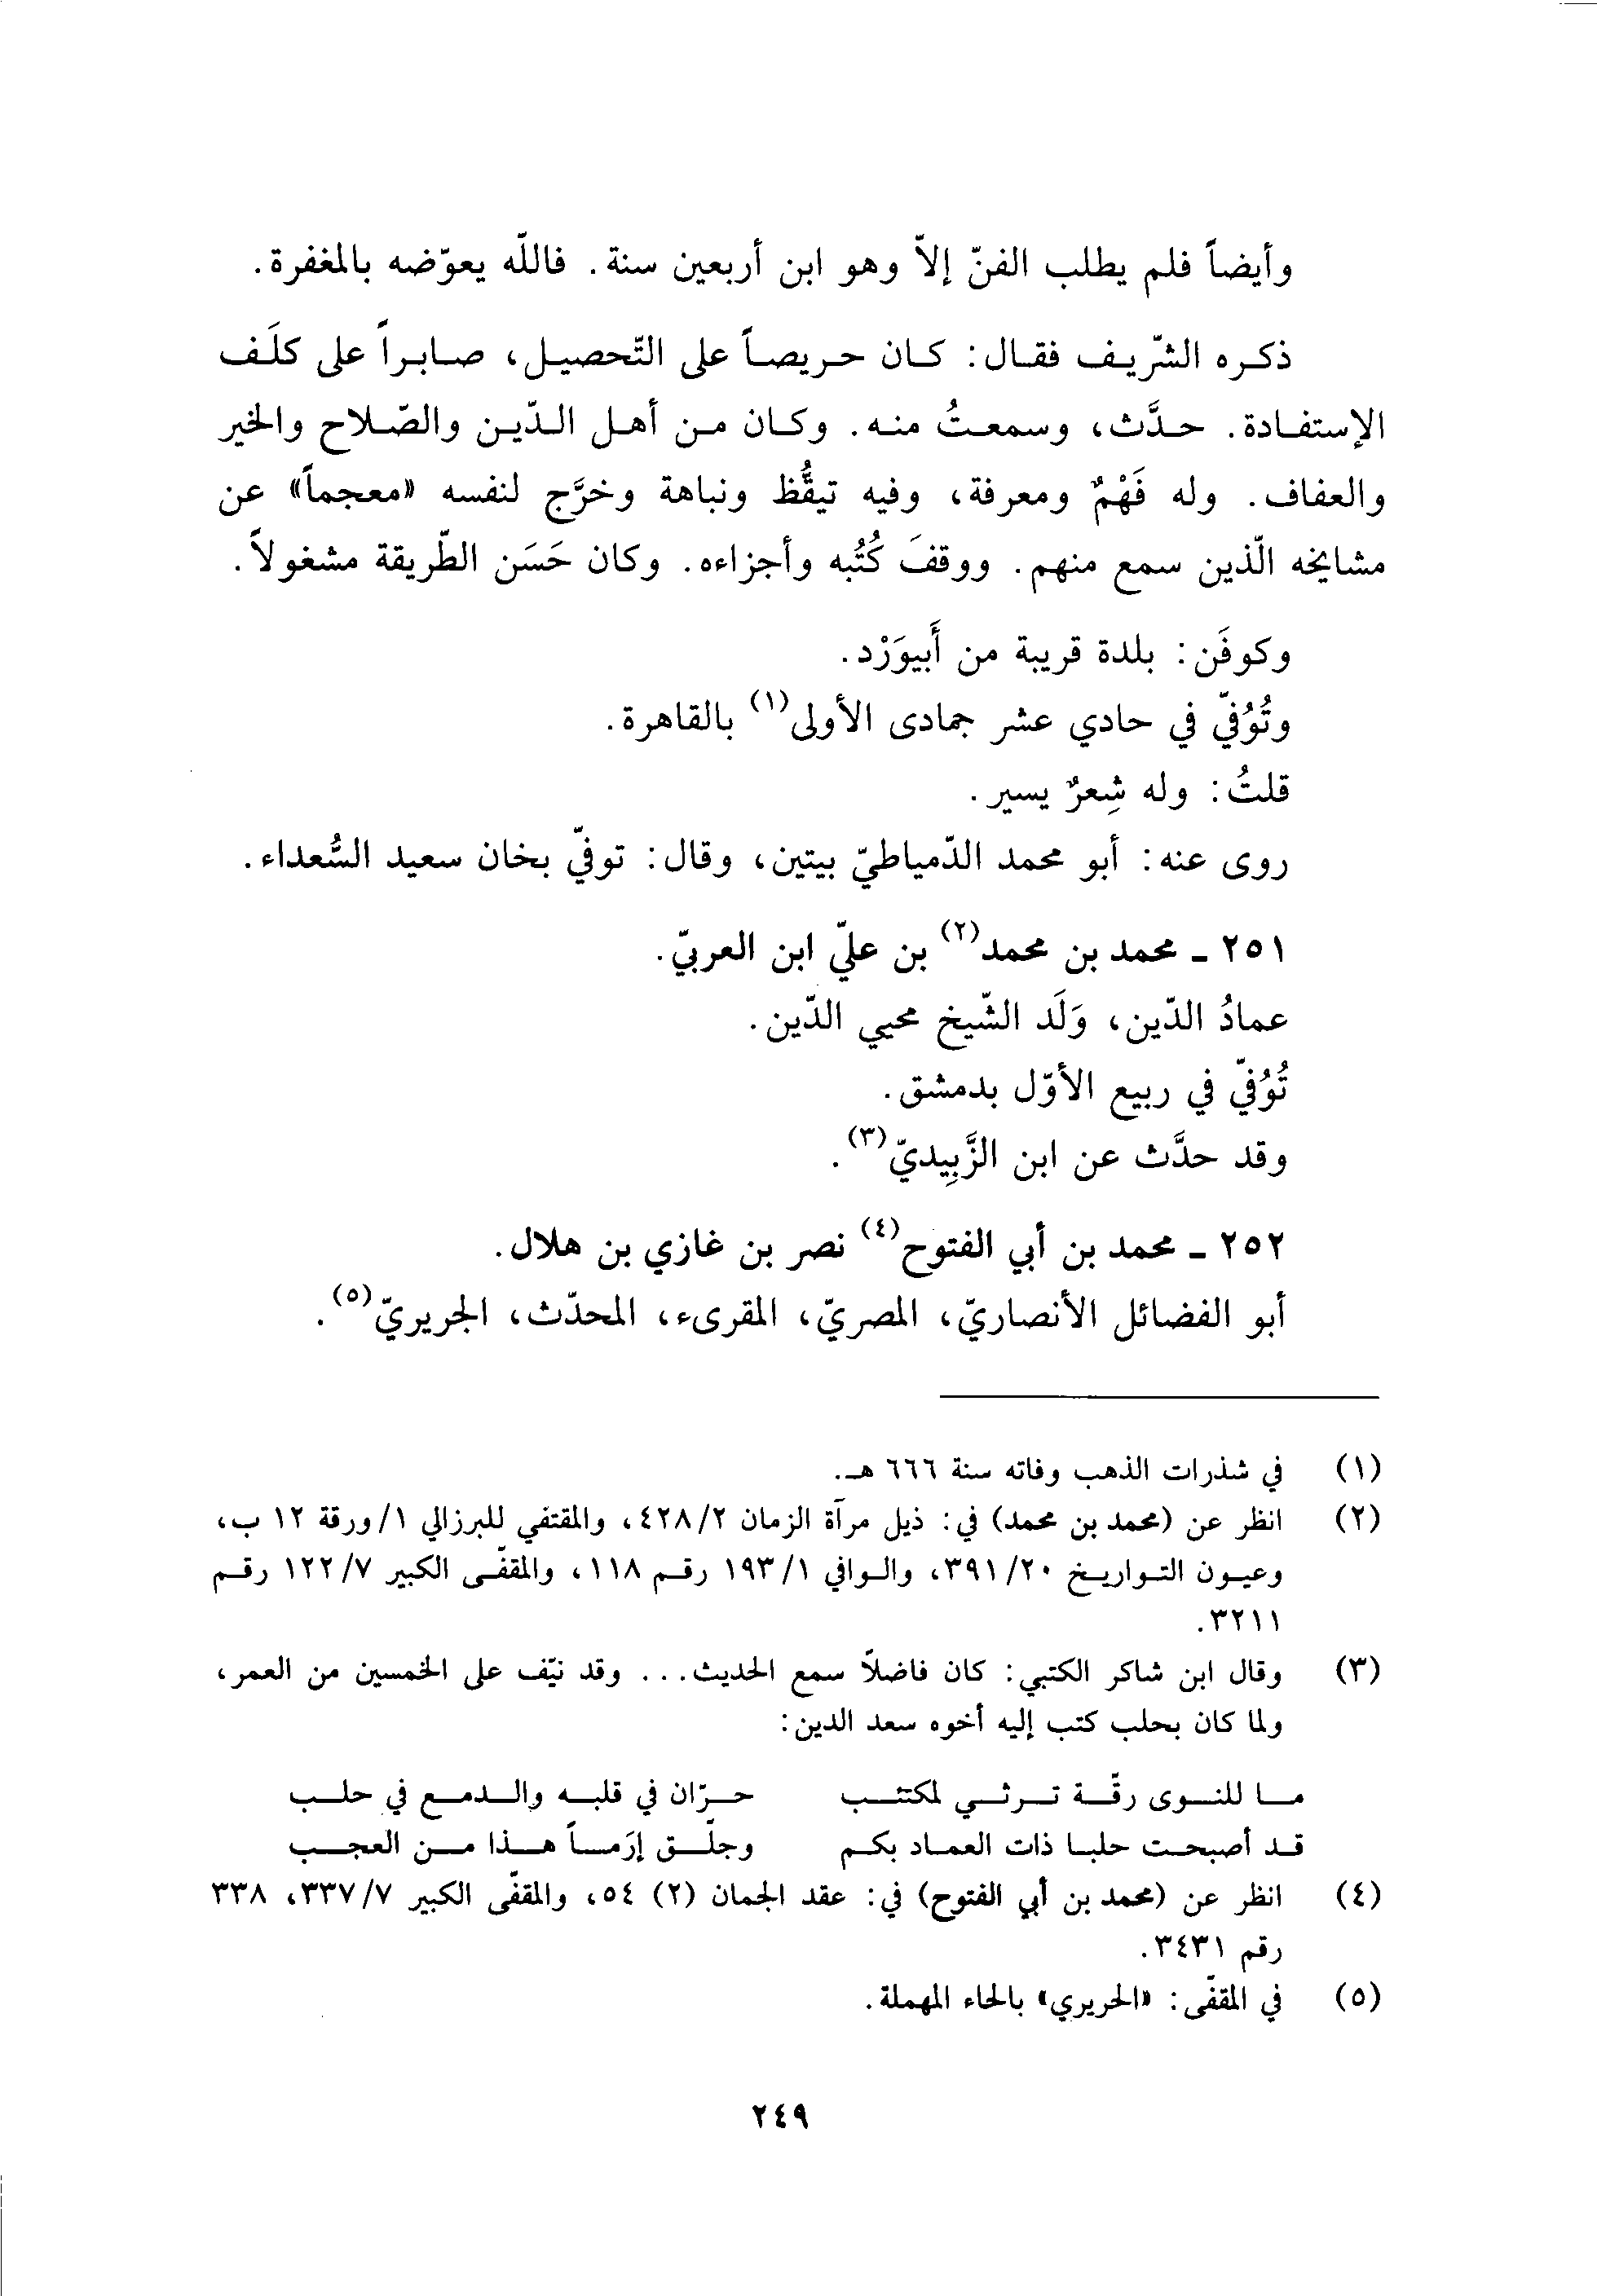 وأيضاً فلم يطلب الفنّ إلاّ وهو ابن أربعين سنة. فاللّه يعوّضه بالمغفرة.
ذكره الشّريف فقال: كان حريصاً على التّحصيل، صابراً على كلَف
الإستفادة. حدَّث، وسمعتُ منه. وكان من أهل الدّين والصّلاح والخير
والعفاف. وله فَهْمٌ ومعرفة، وفيه تيقُّظ ونباهة وخرَّج لنفسه «معجماً» عن
مشايخه الّذين سمع منهم. ووقفَ كُتُبه وأجزاءه. وكان حَسَن الطّريقة مشغولاً.
وكوفَن: بلدة قريبة من أَبيوَرْد.
وتُوُفّي في حادي عشر جمادى الأولى(١) بالقاهرة.
قلتُ: وله شِعرٌ يسير.
روى عنه: أبو محمد الدّمياطيّ بيتين، وقال: توفّي بخان سعيد السُّعداء.
٢٥١ ـ محمد بن محمد(٢) بن عليّ ابن العربيّ.
عمادُ الدّين، وَلَد الشّيخ محيي الدّين.
تُوُفّي في ربيع الأوّل بدمشق.
وقد حدَّث عن ابن الزَّبِيديّ(٣).
٢٥٢ ـ محمد بن أبي الفتوح(٤) نصر بن غازي بن هلال.
أبو الفضائل الأنصاريّ، المصريّ، المقرىء، المحدّث، الجريريّ(٥).
(١) في شذرات الذهب وفاته سنة ٦٦٦ هـ.
(٢) انظر عن (محمد بن محمد) في: ذيل مرآة الزمان ٤٢٨/٢، والمقتفي للبرزالي ١/ورقة ١٢ ب،
وعيون التواريخ ٣٩١/٢٠، والوافي ١٩٣/١ رقم ١١٨، والمقفّى الكبير ١٢٢/٧ رقم
٣٢١١.
(٣) وقال ابن شاكر الكتبي: كان فاضلاً سمع الحديث... وقد نيّف على الخمسين من العمر،
ولما كان بحلب كتب إليه أخوه سعد الدين:
ما للنوى رقّة ترثي لمكتئب حرّان في قلبه والدمع في حلب
قد أصبحت حلبا ذات العماد بكم وجلّق إرَماً هذا من العجب
(٤) انظر عن (محمد بن أبي الفتوح) في: عقد الجمان (٢) ٥٤، والمقفّى الكبير ٣٣٧/٧، ٣٣٨
رقم ٣٤٣١.
(٥) في المقفّى: «الحريري» بالحاء المهملة.
٢٤٩